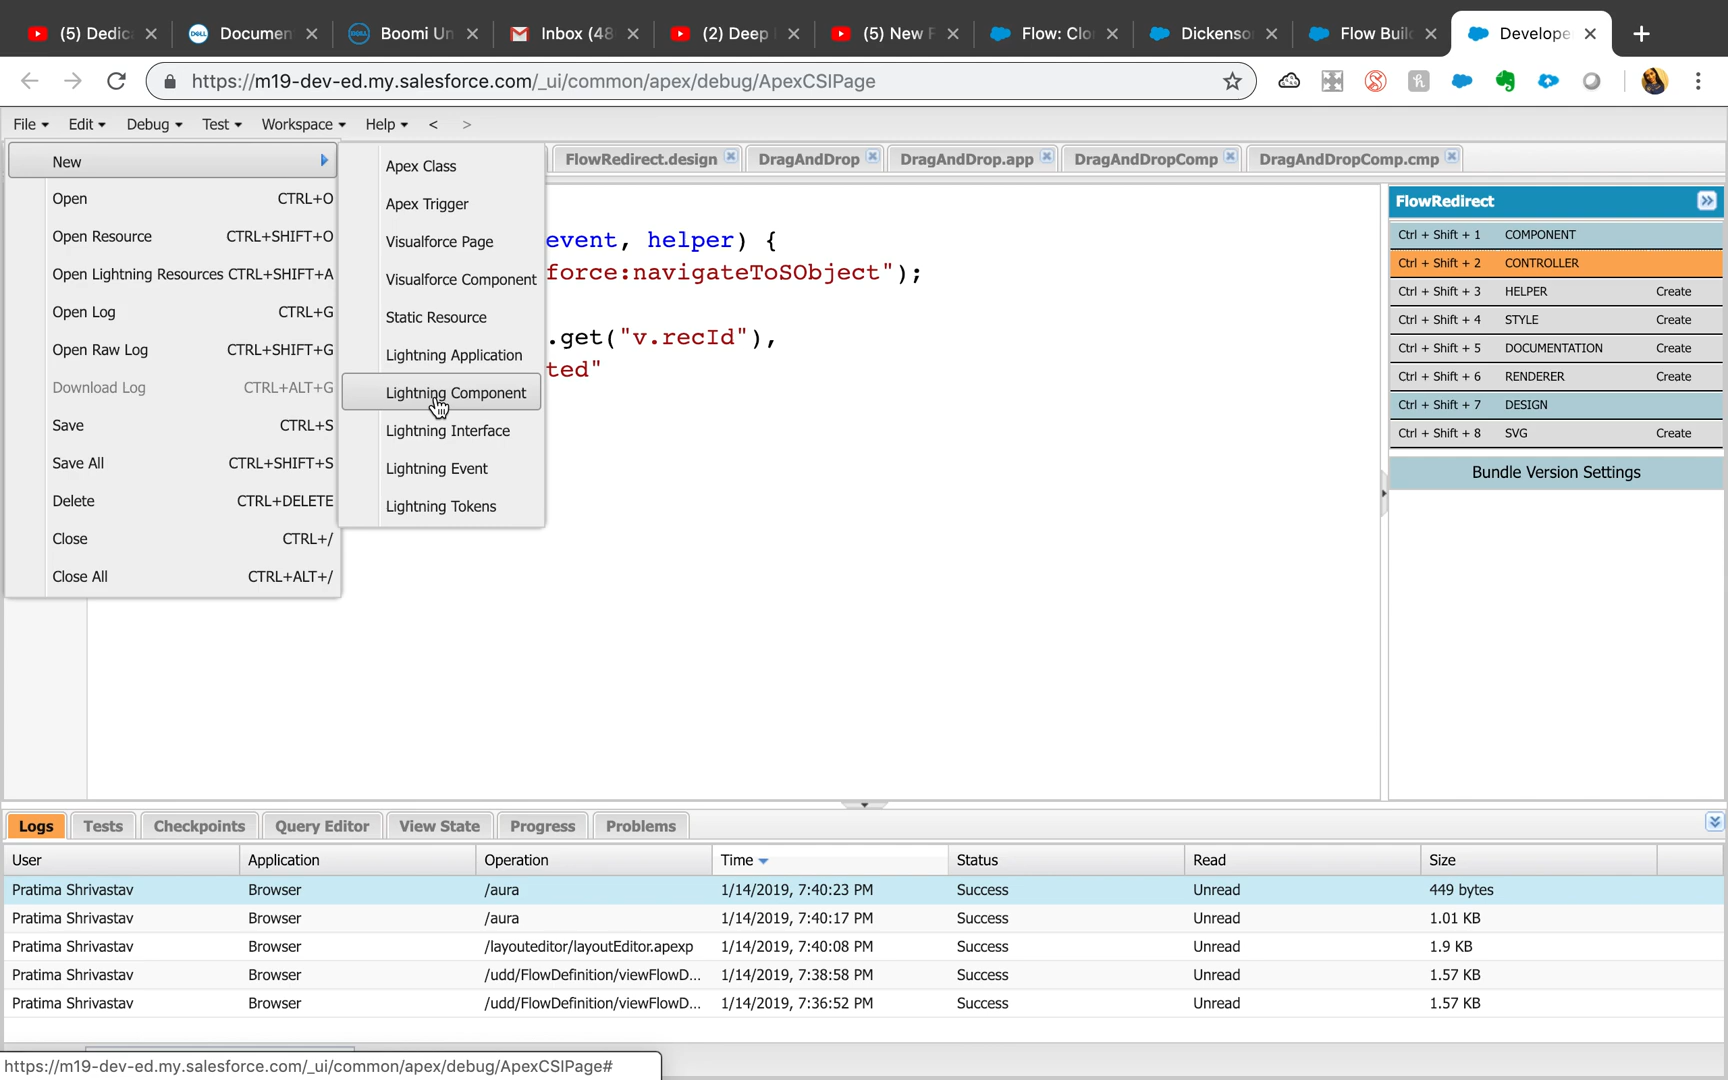 (5) Dedic
Documen
Boomi Un
Inbox (48
(2) Deep
(5) New F
Flow: Clo
Dickenso
Flow Buil
Develope
https://m19-dev-ed.my.salesforce.com/_ui/common/apex/debug/ApexCSIPage
File Edit Debug Test Workspace Help < >
New
Open CTRL+O
Open Resource CTRL+SHIFT+O
Open Lightning Resources CTRL+SHIFT+A
Open Log CTRL+G
Open Raw Log CTRL+SHIFT+G
Download Log CTRL+ALT+G
Save CTRL+S
Save All CTRL+SHIFT+S
Delete CTRL+DELETE
Close CTRL+/
Close All CTRL+ALT+/
Apex Class
Apex Trigger
Visualforce Page
Visualforce Component
Static Resource
Lightning Application
Lightning Component
Lightning Interface
Lightning Event
Lightning Tokens
FlowRedirect.design DragAndDrop DragAndDrop.app DragAndDropComp DragAndDropComp.cmp
event, helper) {
force:navigateToSObject");
.get("v.recId"),
ted"
FlowRedirect
Ctrl + Shift + 1 COMPONENT
Ctrl + Shift + 2 CONTROLLER
Ctrl + Shift + 3 HELPER Create
Ctrl + Shift + 4 STYLE Create
Ctrl + Shift + 5 DOCUMENTATION Create
Ctrl + Shift + 6 RENDERER Create
Ctrl + Shift + 7 DESIGN
Ctrl + Shift + 8 SVG Create
Bundle Version Settings
Logs Tests Checkpoints Query Editor View State Progress Problems
User Application Operation Time Status Read Size
Pratima Shrivastav Browser /aura 1/14/2019, 7:40:23 PM Success Unread 449 bytes
Pratima Shrivastav Browser /aura 1/14/2019, 7:40:17 PM Success Unread 1.01 KB
Pratima Shrivastav Browser /layouteditor/layoutEditor.apexp 1/14/2019, 7:40:08 PM Success Unread 1.9 KB
Pratima Shrivastav Browser /udd/FlowDefinition/viewFlowD... 1/14/2019, 7:38:58 PM Success Unread 1.57 KB
Pratima Shrivastav Browser /udd/FlowDefinition/viewFlowD... 1/14/2019, 7:36:52 PM Success Unread 1.57 KB
https://m19-dev-ed.my.salesforce.com/_ui/common/apex/debug/ApexCSIPage#